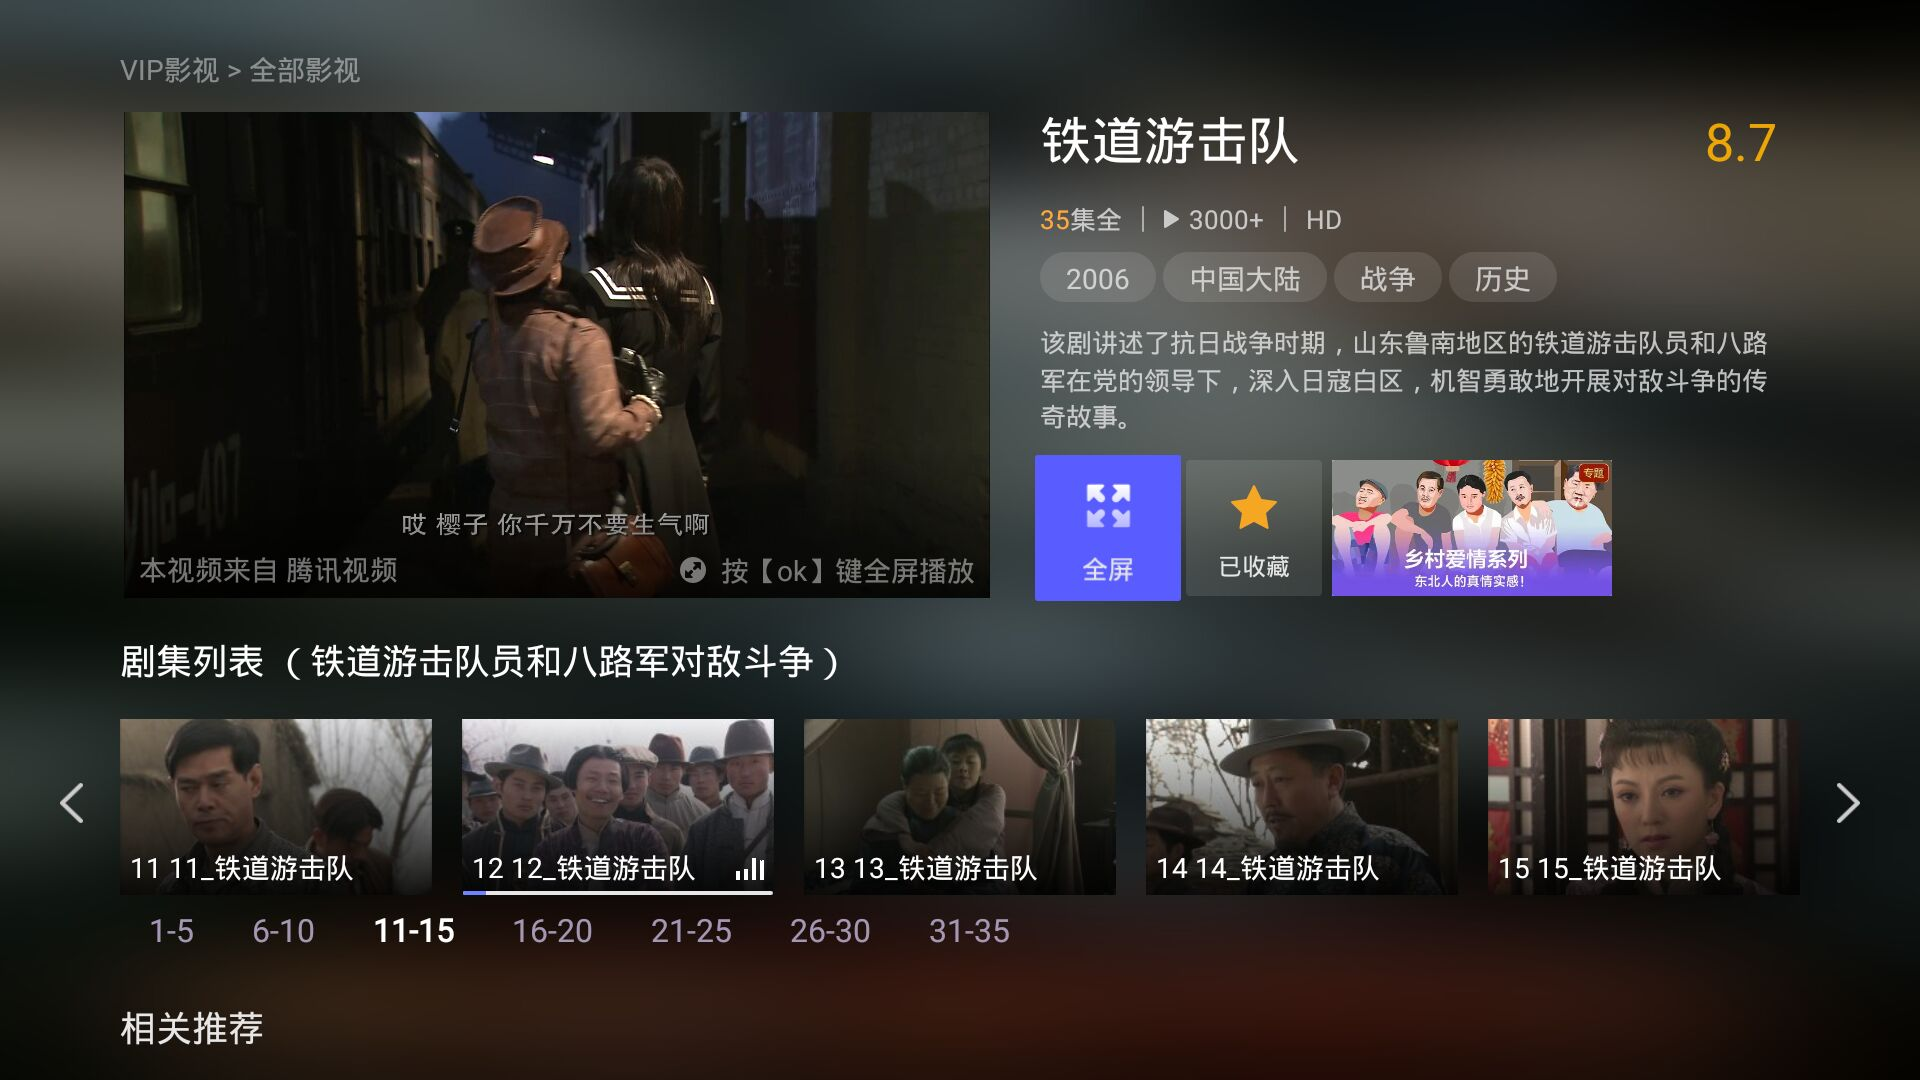 VIP影视 > 全部影视
铁道游击队
8.7
35集全 | ▶ 3000+ | HD
2006 中国大陆 战争 历史
该剧讲述了抗日战争时期，山东鲁南地区的铁道游击队员和八路
军在党的领导下，深入日寇白区，机智勇敢地开展对敌斗争的传
奇故事。
哎 樱子 你千万不要生气啊
本视频来自 腾讯视频
按【ok】键全屏播放
全屏
已收藏
专题
乡村爱情系列
东北人的真情实感！
剧集列表 （铁道游击队员和八路军对敌斗争）
11 11_铁道游击队
12 12_铁道游击队
13 13_铁道游击队
14 14_铁道游击队
15 15_铁道游击队
1-5 6-10 11-15 16-20 21-25 26-30 31-35
相关推荐